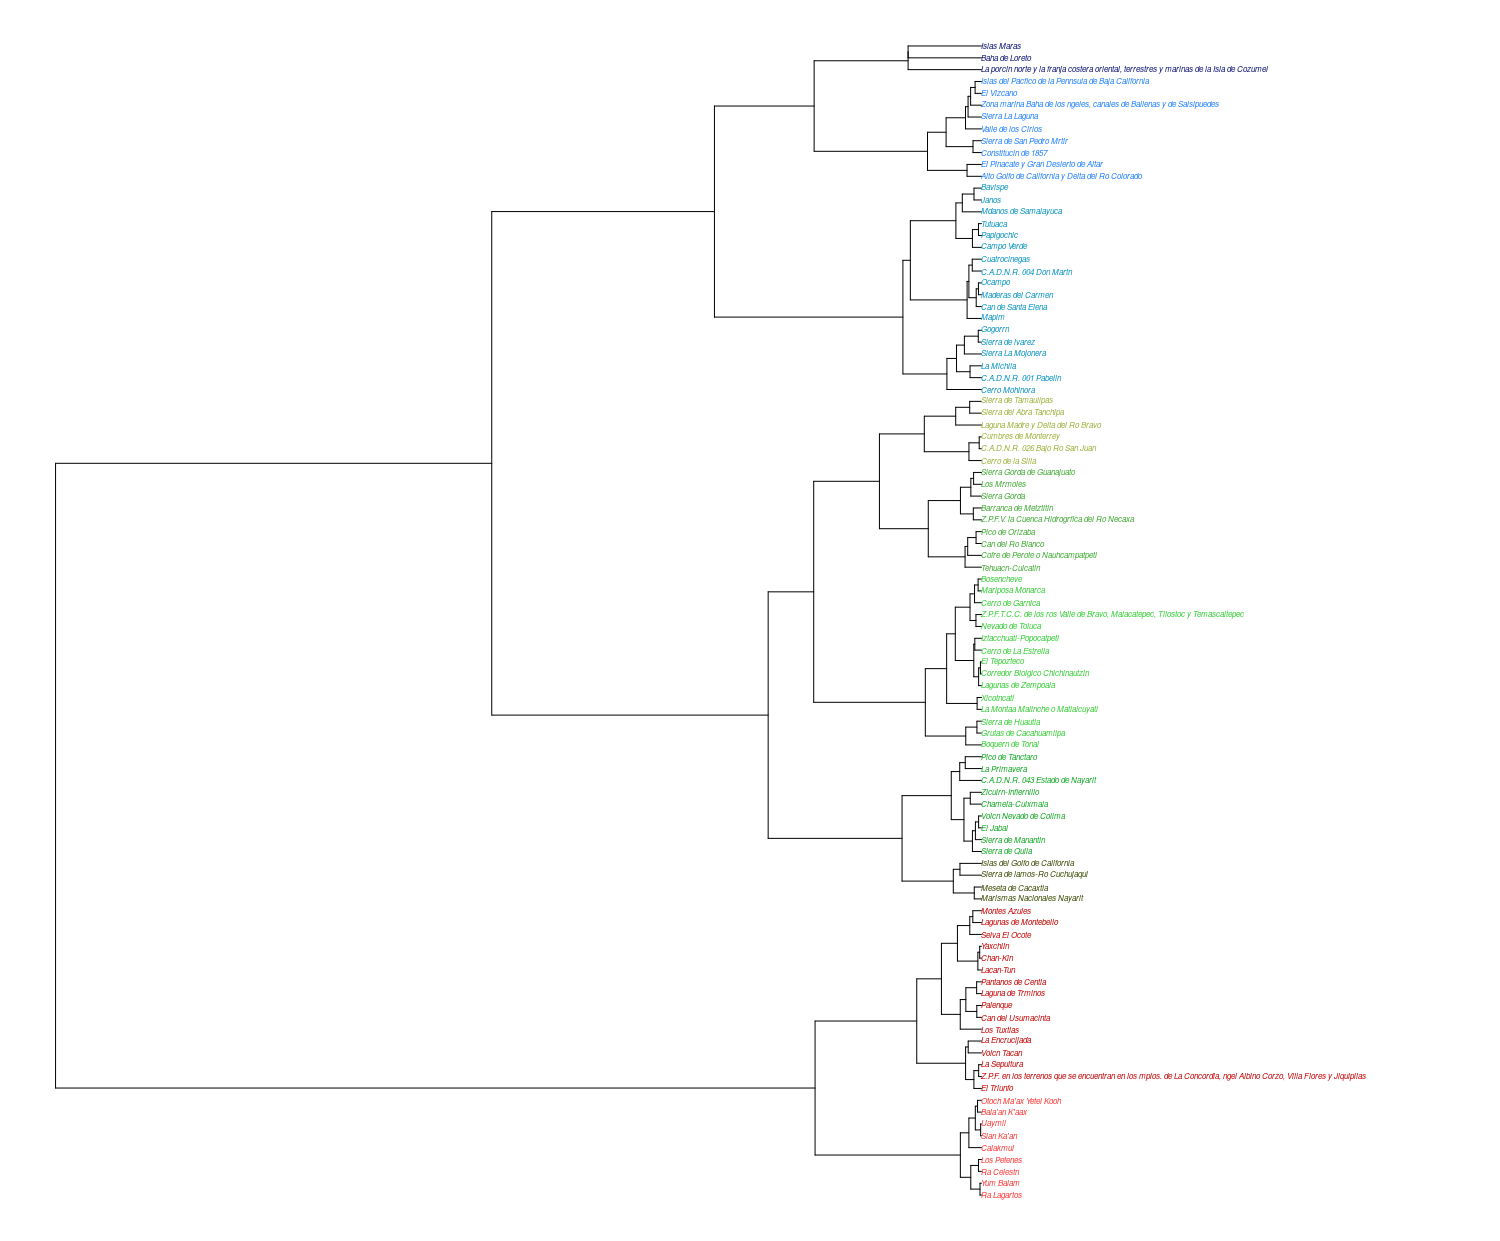 Islas Maras
Baha de Loreto
La porcin norte y la franja costera oriental, terrestres y marinas de la Isla de Cozumel
Islas del Pacfico de la Pennsula de Baja California
El Vizcano
Zona marina Baha de los ngeles, canales de Ballenas y de Salsipuedes
Sierra La Laguna
Valle de los Cirios
Sierra de San Pedro Mrtir
Constitucin de 1857
El Pinacate y Gran Desierto de Altar
Alto Golfo de California y Delta del Ro Colorado
Bavispe
Janos
Mdanos de Samalayuca
Tutuaca
Papigochic
Campo Verde
Cuatrocinegas
C.A.D.N.R. 004 Don Martn
Ocampo
Maderas del Carmen
Can de Santa Elena
Mapim
Gogorrn
Sierra de lvarez
Sierra La Mojonera
La Michila
C.A.D.N.R. 001 Pabelln
Cerro Mohinora
Sierra de Tamaulipas
Sierra del Abra Tanchipa
Laguna Madre y Delta del Ro Bravo
Cumbres de Monterrey
C.A.D.N.R. 026 Bajo Ro San Juan
Cerro de la Silla
Sierra Gorda de Guanajuato
Los Mrmoles
Sierra Gorda
Barranca de Metztitln
Z.P.F.V. la Cuenca Hidrogrfica del Ro Necaxa
Pico de Orizaba
Can del Ro Blanco
Cofre de Perote o Nauhcampatpetl
Tehuacn-Cuicatln
Bosencheve
Mariposa Monarca
Cerro de Garnica
Z.P.F.T.C.C. de los ros Valle de Bravo, Malacatepec, Tilostoc y Temascaltepec
Nevado de Toluca
Iztacchuatl-Popocatpetl
Cerro de La Estrella
El Tepozteco
Corredor Biolgico Chichinautzin
Lagunas de Zempoala
Xicotncatl
La Montaa Malinche o Matlalcuyatl
Sierra de Huautla
Grutas de Cacahuamilpa
Boquern de Tonal
Pico de Tanctaro
La Primavera
C.A.D.N.R. 043 Estado de Nayarit
Zicuirn-Infiernillo
Chamela-Cuixmala
Volcn Nevado de Colima
El Jabal
Sierra de Manantln
Sierra de Quila
Islas del Golfo de California
Sierra de lamos-Ro Cuchujaqui
Meseta de Cacaxtla
Marismas Nacionales Nayarit
Montes Azules
Lagunas de Montebello
Selva El Ocote
Yaxchiln
Chan-Kin
Lacan-Tun
Pantanos de Centla
Laguna de Trminos
Palenque
Can del Usumacinta
Los Tuxtlas
La Encrucijada
Volcn Tacan
La Sepultura
Z.P.F. en los terrenos que se encuentran en los mpios. de La Concordia, ngel Albino Corzo, Villa Flores y Jiquipilas
El Triunfo
Otoch Ma'ax Yetel Kooh
Bala'an K'aax
Uaymil
Sian Ka'an
Calakmul
Los Petenes
Ra Celestn
Yum Balam
Ra Lagartos